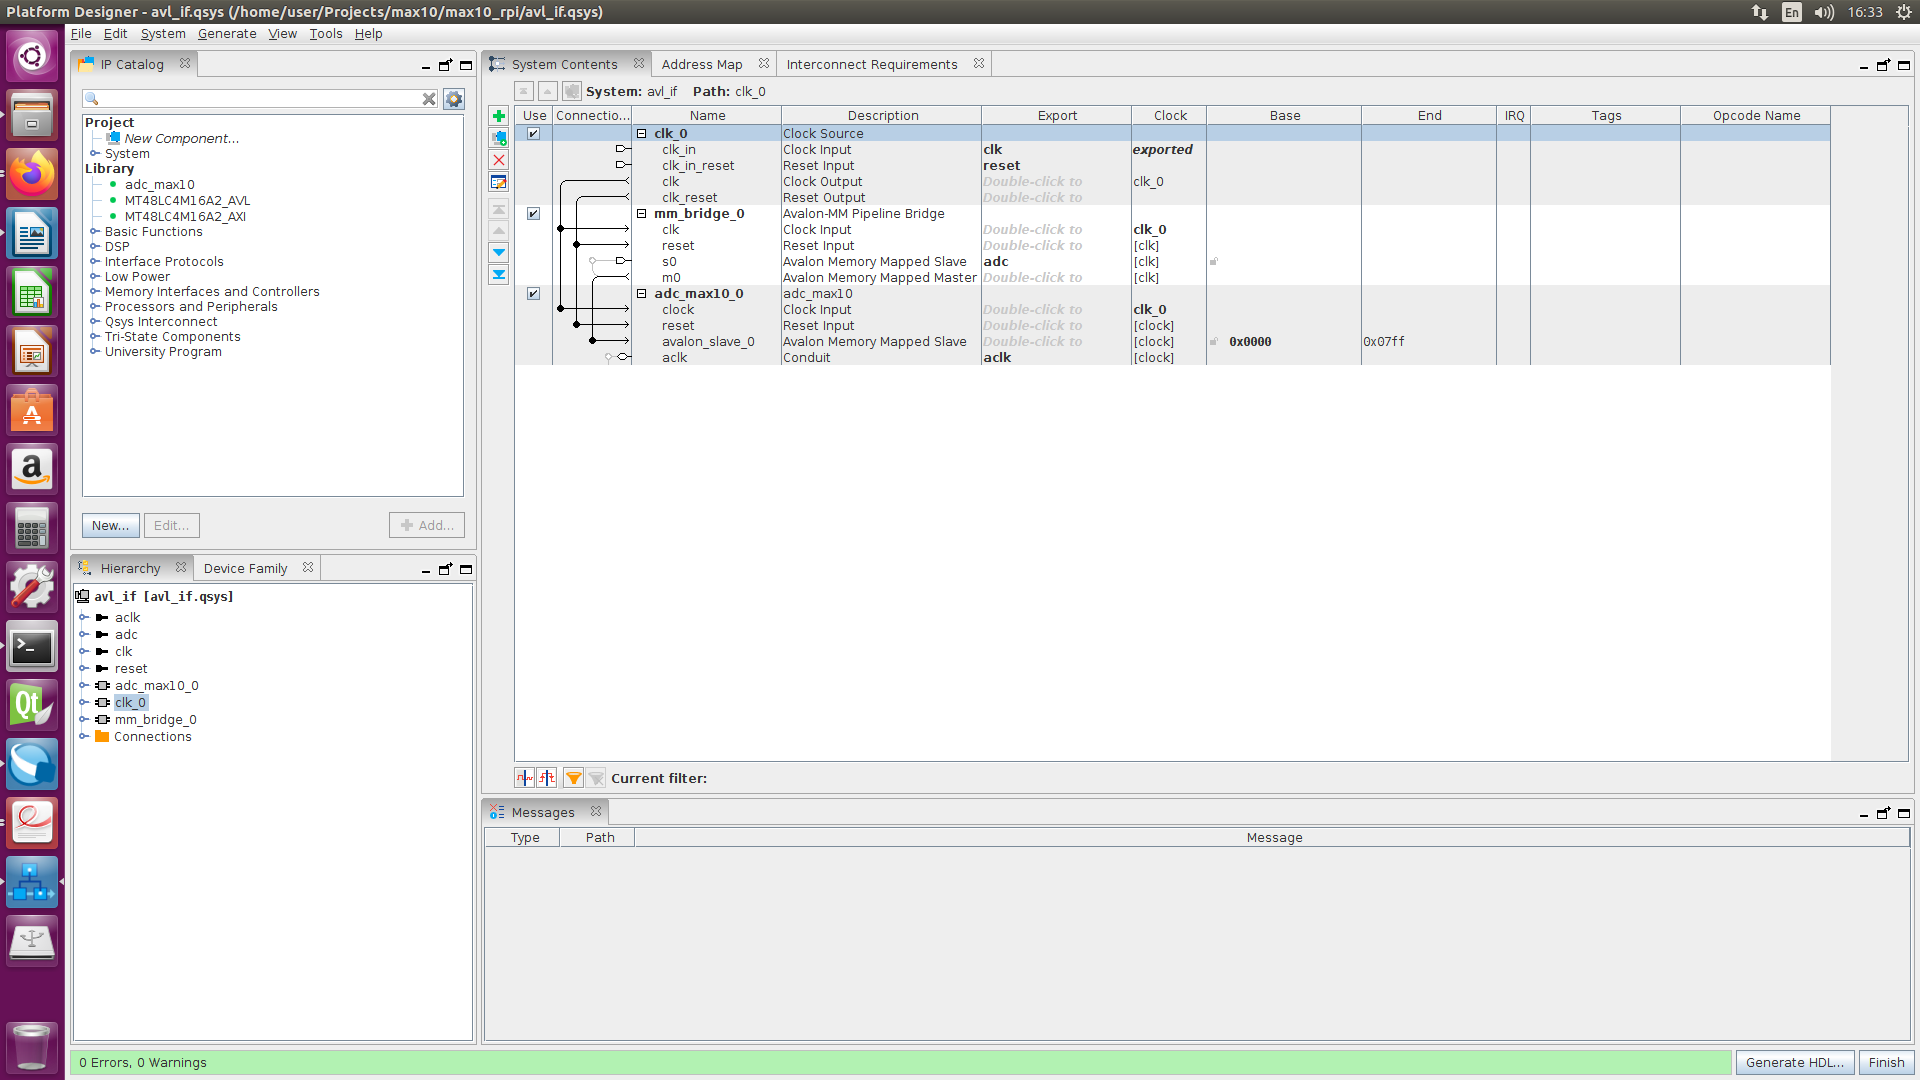 Platform Designer - avl_if.qsys (/home/user/Projects/max10/max10_rpi/avl_if.qsys)
En
16:33
File Edit System Generate View Tools Help
IP Catalog
Project
New Component...
System
Library
adc_max10
MT48LC4M16A2_AVL
MT48LC4M16A2_AXI
Basic Functions
DSP
Interface Protocols
Low Power
Memory Interfaces and Controllers
Processors and Peripherals
Qsys Interconnect
Tri-State Components
University Program
New... Edit... Add...
Hierarchy Device Family
avl_if [avl_if.qsys]
aclk
adc
clk
reset
adc_max10_0
clk_0
mm_bridge_0
Connections
System Contents Address Map Interconnect Requirements
System: avl_if Path: clk_0
Use Connectio... Name Description Export Clock Base End IRQ Tags Opcode Name
clk_0 Clock Source
clk_in Clock Input clk exported
clk_in_reset Reset Input reset
clk Clock Output Double-click to clk_0
clk_reset Reset Output Double-click to
mm_bridge_0 Avalon-MM Pipeline Bridge
clk Clock Input Double-click to clk_0
reset Reset Input Double-click to [clk]
s0 Avalon Memory Mapped Slave adc [clk]
m0 Avalon Memory Mapped Master Double-click to [clk]
adc_max10_0 adc_max10
clock Clock Input Double-click to clk_0
reset Reset Input Double-click to [clock]
avalon_slave_0 Avalon Memory Mapped Slave Double-click to [clock] 0x0000 0x07ff
aclk Conduit aclk [clock]
Current filter:
Messages
Type Path Message
0 Errors, 0 Warnings
Generate HDL... Finish